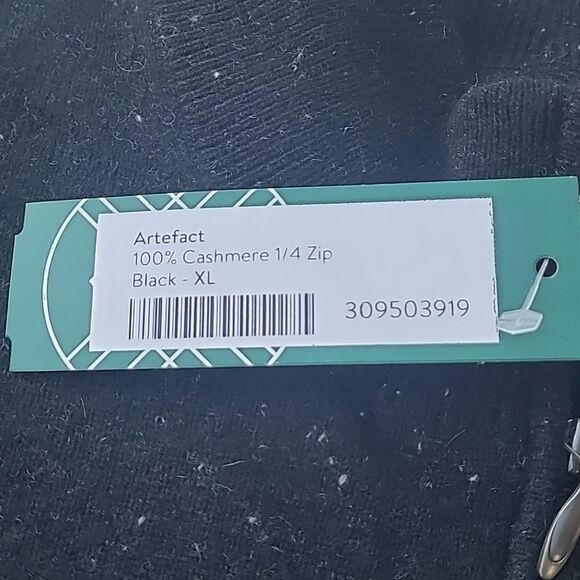 Artefact
100% Cashmere 1/4 Zip
Black - XL
309503919